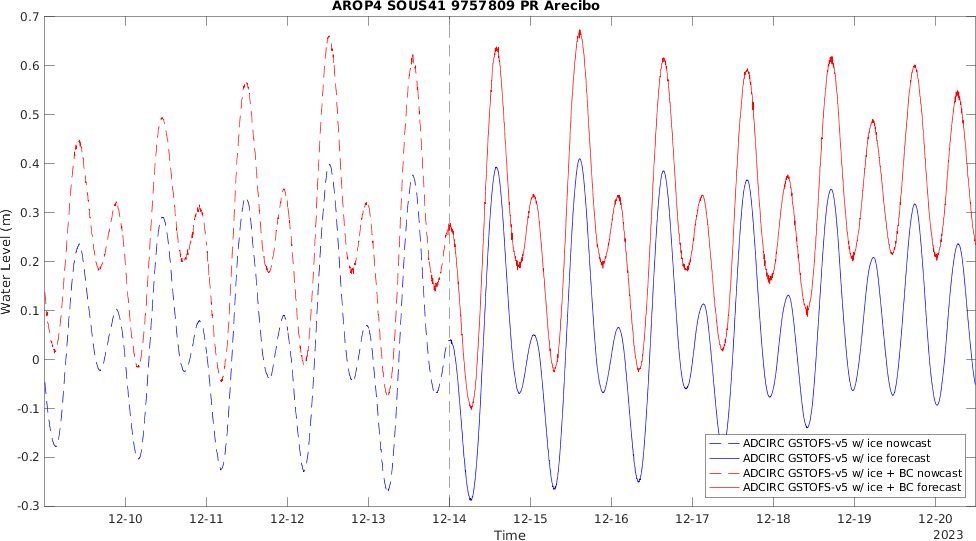 AROP4 SOUS41 9757809 PR Arecibo
0.7
0.6
0.5
0.4
0.3
0.2
0.1
0
-0.1
-0.2
-0.3
Water Level (m)
ADCIRC GSTOFS-v5 w/ ice nowcast
ADCIRC GSTOFS-v5 w/ ice forecast
ADCIRC GSTOFS-v5 w/ ice + BC nowcast
ADCIRC GSTOFS-v5 w/ ice + BC forecast
12-10 12-11 12-12 12-13 12-14 12-15 12-16 12-17 12-18 12-19 12-20
Time
2023